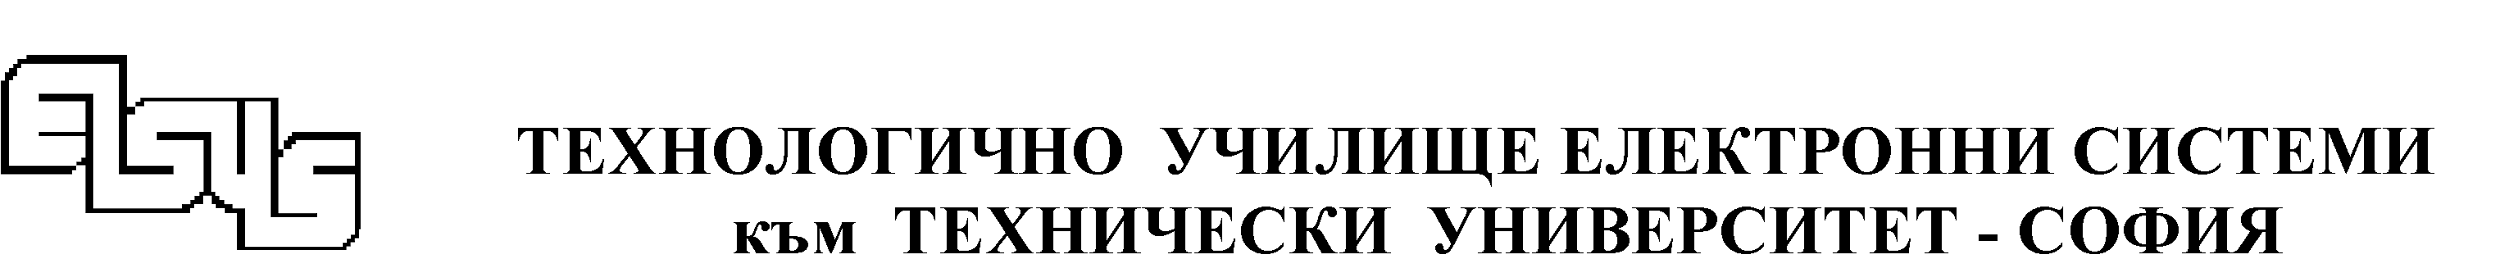 ТЕХНОЛОГИЧНО УЧИЛИЩЕ ЕЛЕКТРОННИ СИСТЕМИ
към ТЕХНИЧЕСКИ УНИВЕРСИТЕТ - СОФИЯ